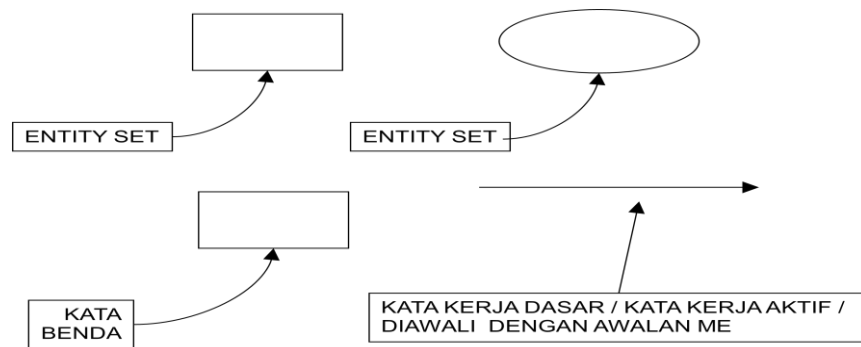 ENTITY SET
ENTITY SET
KATA
BENDA
KATA KERJA DASAR / KATA KERJA AKTIF /
DIAWALI DENGAN AWALAN ME